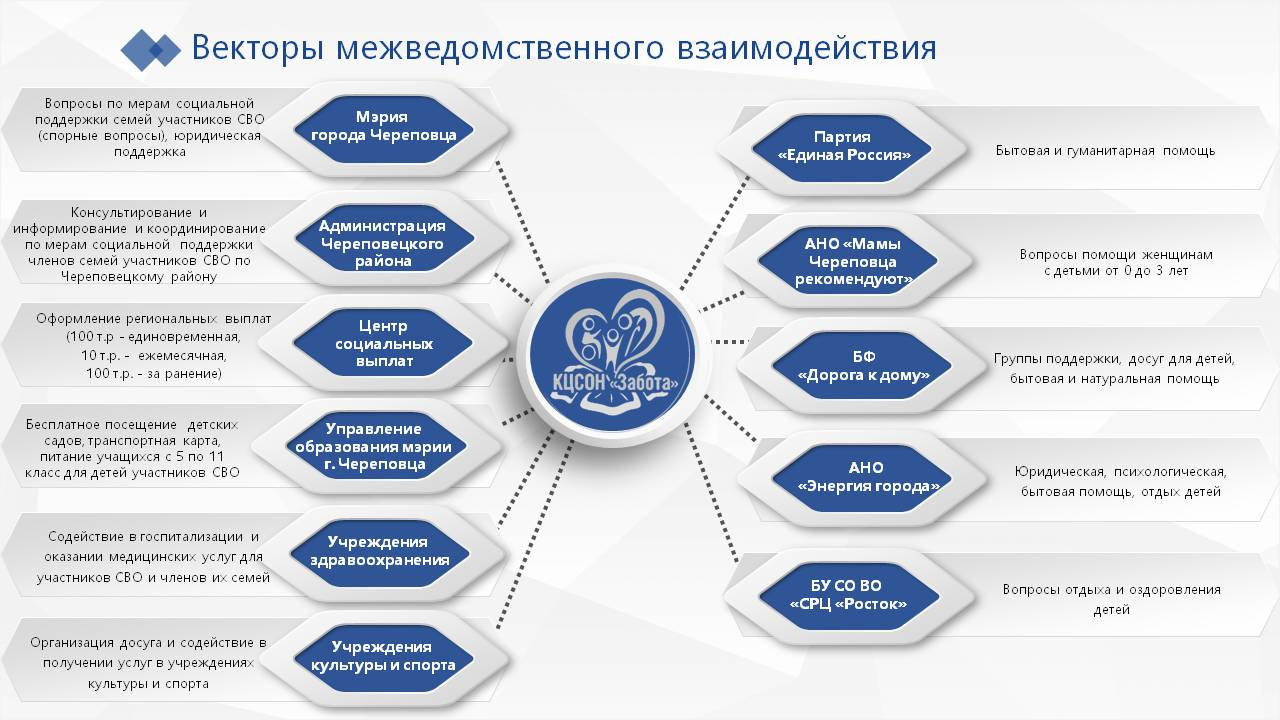 Векторы межведомственного взаимодействия
Вопросы по мерам социальной
поддержки семей участников СВО
(спорные вопросы), юридическая
поддержка
Мэрия
города Череповца
Консультирование и
информирование и координирование
по мерам социальной поддержки
членов семей участников СВО по
Череповецкому району
Администрация
Череповецкого
района
Оформление региональных выплат
(100 т.р – единовременная,
10 т.р. – ежемесячная,
100 т.р. – за ранение)
Центр
социальных
выплат
Бесплатное посещение детских
адов, транспортная карта,
питание учащихся с 5 по 11
класс для детей участников СВО
Управление
образования мэрии
г. Череповца
Содействие в госпитализации и
оказании медицинских услуг для
участников СВО и членов их семей
Учреждения
здравоохранения
Организация досуга и содействие в
получении услуг в учреждениях
культуры и спорта
Учреждения
культуры и спорта
КЦСОН «Забота»
Партия
«Единая Россия»
Бытовая и гуманитарная помощь
АНО «Мамы
Череповца
рекомендуют»
Вопросы помощи женщинам
с детьми от 0 до 3 лет
БФ
«Дорога к дому»
Группы поддержки, досуг для детей,
бытовая и натуральная помощь
АНО
«Энергия города»
Юридическая, психологическая,
бытовая помощь, отдых детей
БУ СО ВО
«СРЦ «Росток»
Вопросы отдыха и оздоровления
детей